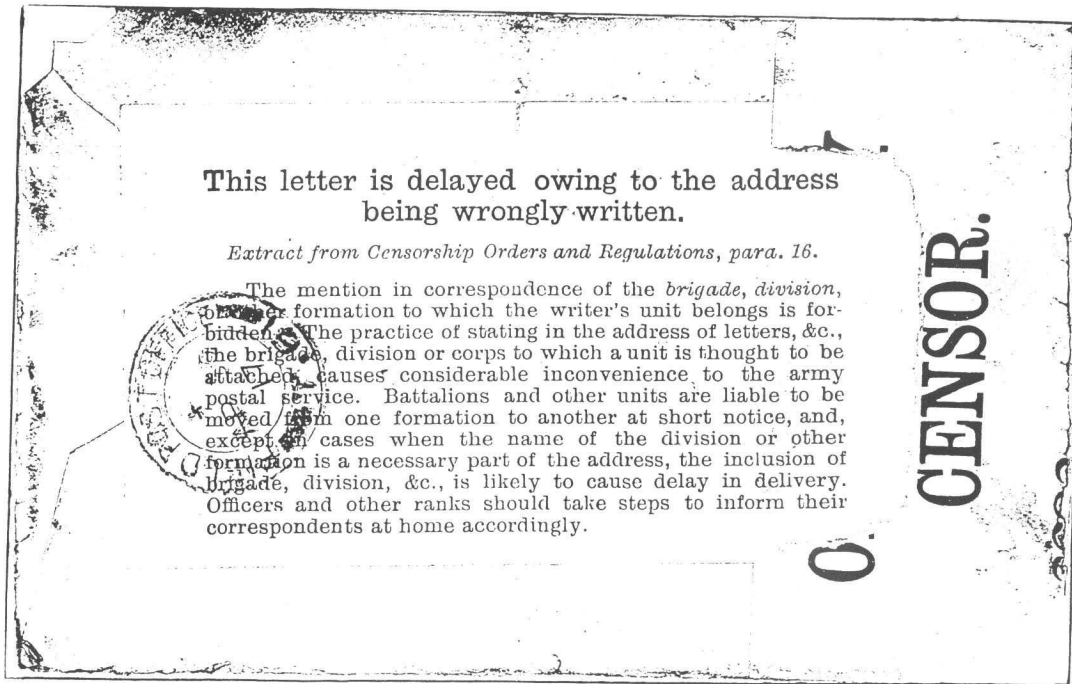 This letter is delayed owing to the address
being wrongly written.
Extract from Censorship Orders and Regulations, para. 16.
The mention in correspondence of the brigade, division,
or other formation to which the writer's unit belongs is for-
bidden. The practice of stating in the address of letters, &c.,
the brigade, division or corps to which a unit is thought to be
attached, causes considerable inconvenience to the army
postal service. Battalions and other units are liable to be
moved from one formation to another at short notice, and,
except in cases when the name of the division or other
formation is a necessary part of the address, the inclusion of
brigade, division, &c., is likely to cause delay in delivery.
Officers and other ranks should take steps to inform their
correspondents at home accordingly.
CENSOR.